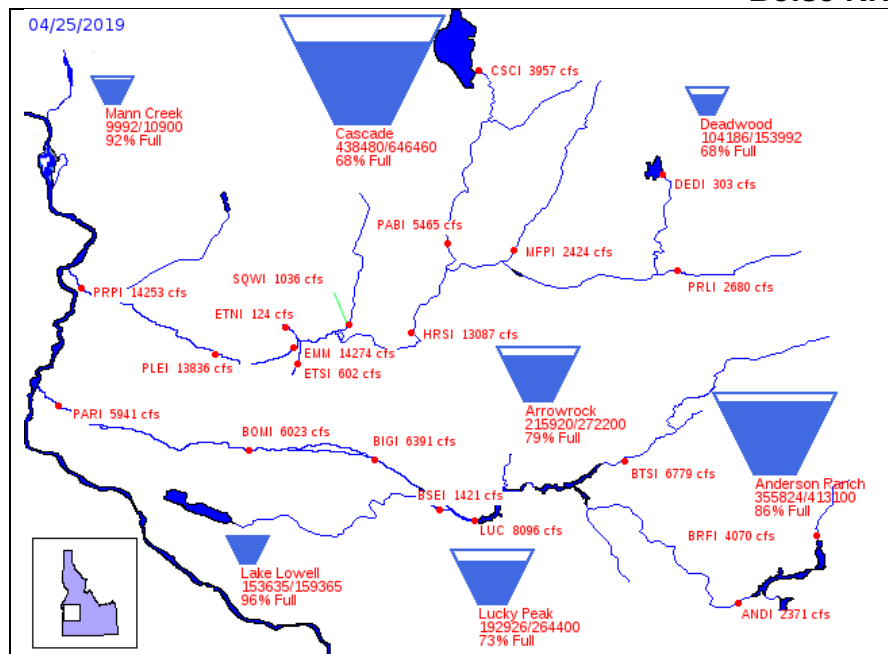 04/25/2019
CSCI 3957 cfs
Mann Creek
9992/10900
92% Full
Cascade
438480/646460
68% Full
Deadwood
104186/153992
68% Full
DEDI 303 cfs
PABI 5465 cfs
MFPI 2424 cfs
SQWI 1036 cfs
PRLI 2680 cfs
PRPI 14253 cfs
ETNI 124 cfs
HRSI 13087 cfs
EMM 14274 cfs
PLEI 13836 cfs
ETSI 602 cfs
Arrowrock
215920/272200
79% Full
PARI 5941 cfs
BOMI 6023 cfs
BIGI 6391 cfs
BTSI 6779 cfs
Anderson Ranch
355824/413100
86% Full
BSEI 1421 cfs
LUC 8096 cfs
BRFI 4070 cfs
Lake Lowell
153635/159365
96% Full
Lucky Peak
192926/264400
73% Full
ANDI 2371 cfs